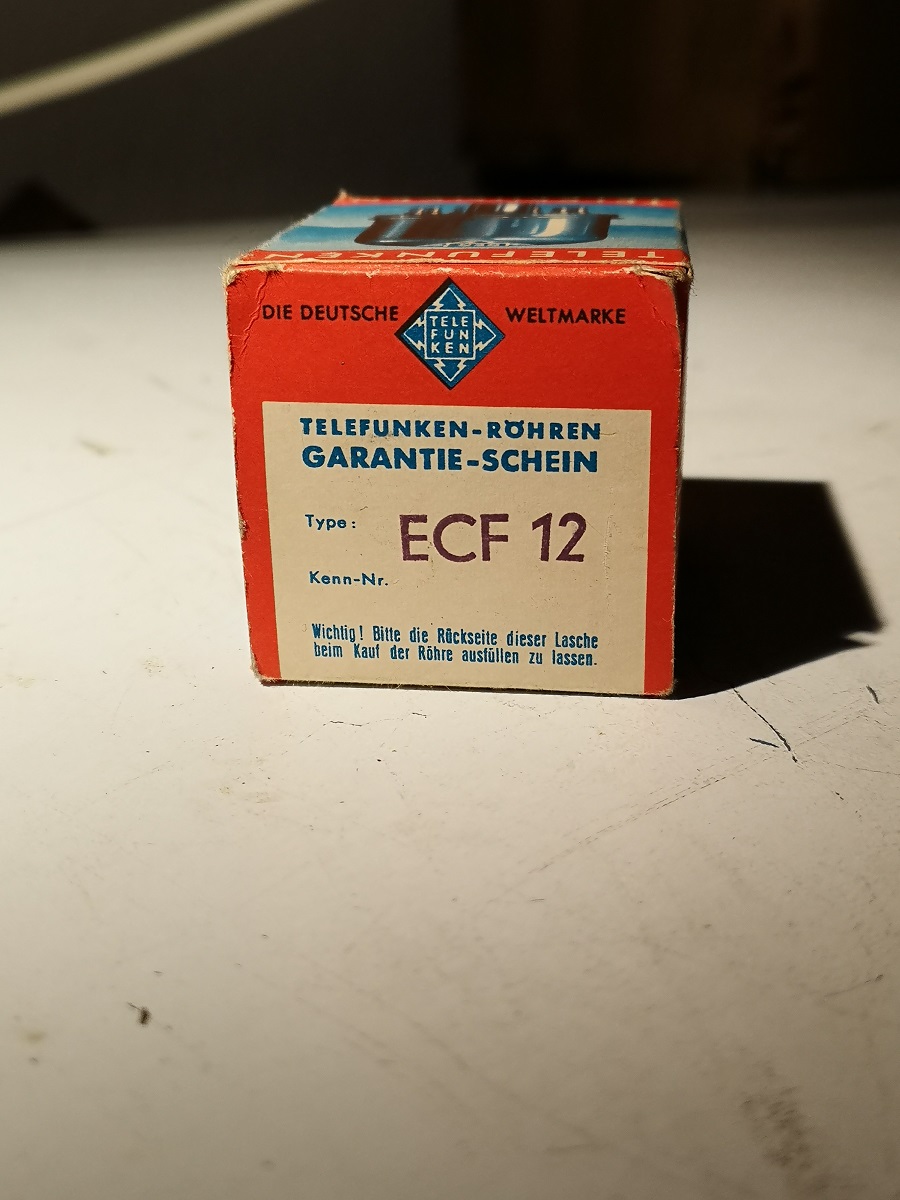 TELEFUNKEN
DIE DEUTSCHE
TELE
FUN
KEN
WELTMARKE
TELEFUNKEN-RÖHREN
GARANTIE-SCHEIN
Type: ECF 12
Kenn-Nr.
Wichtig! Bitte die Rückseite dieser Lasche
beim Kauf der Röhre ausfüllen zu lassen.